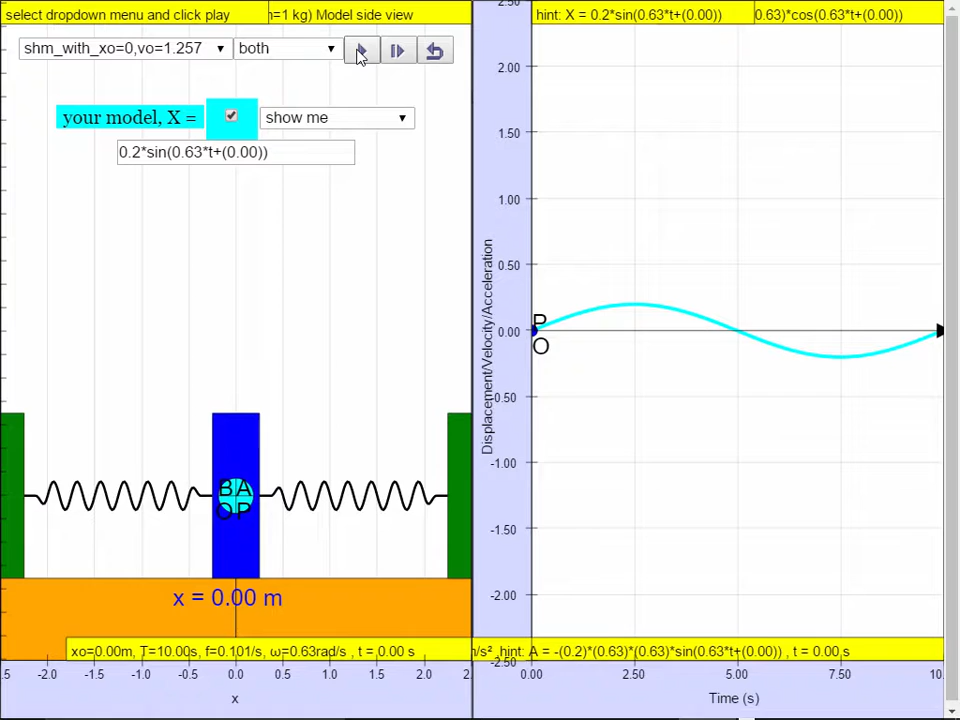 select dropdown menu and click play
n=1 kg) Model side view
hint: X = 0.2*sin(0.63*t+(0.00))
0.63)*cos(0.63*t+(0.00))
shm_with_xo=0,vo=1.257
both
your model, X =
show me
0.2*sin(0.63*t+(0.00))
2.50
2.00
1.50
1.00
0.50
0.00
-0.50
-1.00
-1.50
-2.00
-2.50
Displacement/Velocity/Acceleration
P
O
B A
O P
x = 0.00 m
xo=0.00m, T=10.00s, f=0.101/s, ω=0.63rad/s , t = 0.00 s
n/s² ,hint: A = -(0.2)*(0.63)*(0.63)*sin(0.63*t+(0.00)) , t = 0.00 s
.5 -2.0 -1.5 -1.0 -0.5 0.0 0.5 1.0 1.5 2.0 2.
x
0.00 2.50 5.00 7.50 10.
Time (s)